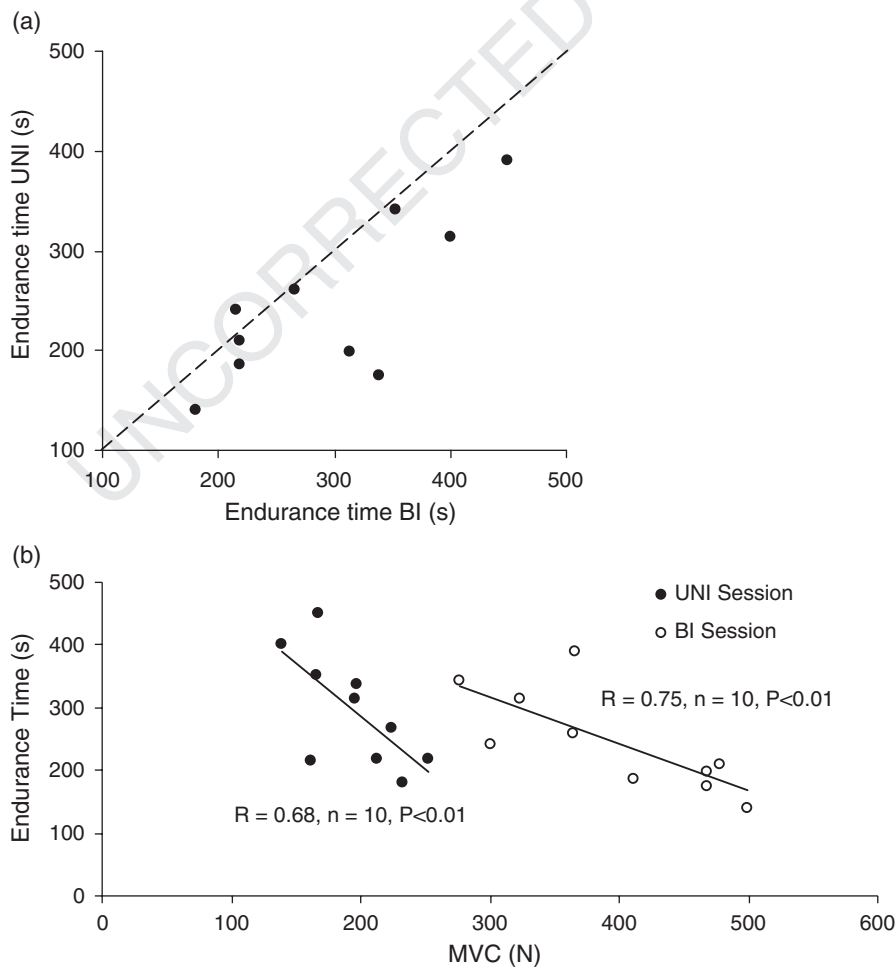 (a)
500
400
300
200
100
Endurance time UNI (s)
100 200 300 400 500
Endurance time BI (s)
UNCORRECTED
(b)
500
400
300
200
100
0
Endurance Time (s)
UNI Session
BI Session
R = 0.75, n = 10, P<0.01
R = 0.68, n = 10, P<0.01
0 100 200 300 400 500 600
MVC (N)